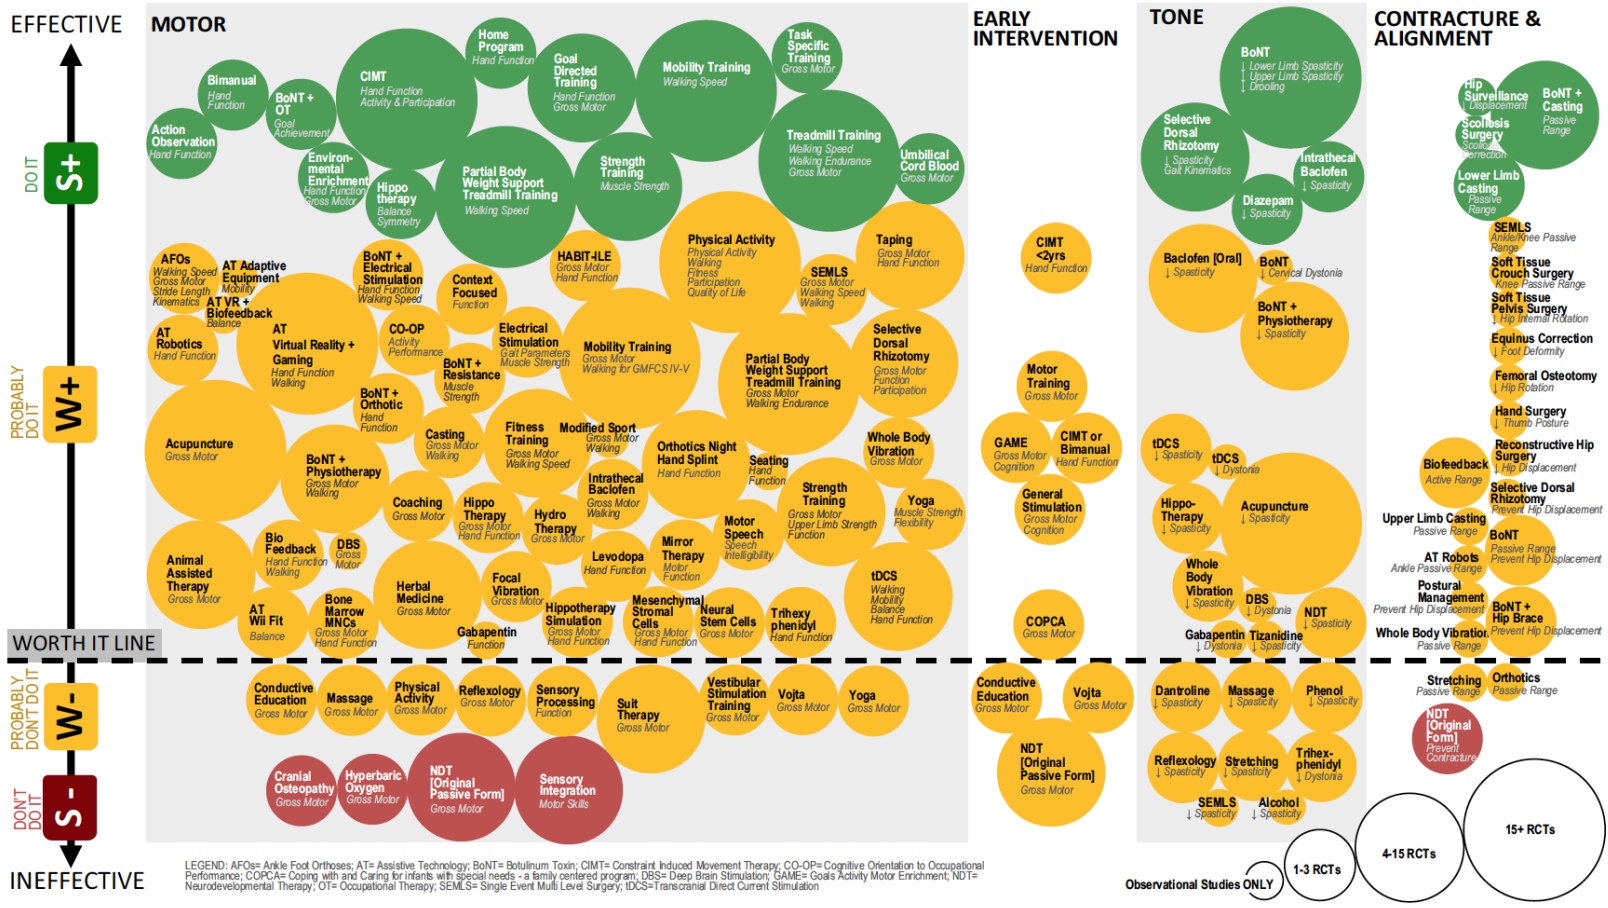 EFFECTIVE
DO IT
S+
PROBABLY
DO IT
W+
WORTH IT LINE
PROBABLY
DON'T DO IT
W-
DON'T
DO IT
S -
INEFFECTIVE
MOTOR
Bimanual
Hand
Function
Action
Observation
Hand Function
BoNT +
OT
Goal
Achievement
Environ-
mental
Enrichment
Hand Function
Gross Motor
CIMT
Hand Function
Activity & Participation
Hippo
therapy
Balance
Symmetry
Home
Program
Hand Function
Partial Body
Weight Support
Treadmill Training
Walking Speed
Goal
Directed
Training
Hand Function
Gross Motor
Strength
Training
Muscle Strength
Mobility Training
Walking Speed
Task
Specific
Training
Gross Motor
Treadmill Training
Walking Speed
Walking Endurance
Gross Motor
Umbilical
Cord Blood
Gross Motor
AFOs
Walking Speed
Gross Motor
Stride Length
Kinematics
AT Adaptive
Equipment
Mobility
AT VR +
Biofeedback
Balance
AT
Robotics
Hand Function
AT
Virtual Reality +
Gaming
Hand Function
Walking
BoNT +
Electrical
Stimulation
Hand Function
Walking Speed
Context
Focused
Function
HABIT-ILE
Gross Motor
Hand Function
Physical Activity
Physical Activity
Walking
Fitness
Participation
Quality of Life
SEMLS
Gross Motor
Walking Speed
Walking
Taping
Gross Motor
Hand Function
CO-OP
Activity
Performance
Electrical
Stimulation
Gait Parameters
Muscle Strength
BoNT +
Resistance
Muscle
Strength
Mobility Training
Gross Motor
Walking for GMFCS IV-V
Partial Body
Weight Support
Treadmill Training
Gross Motor
Walking Endurance
Selective
Dorsal
Rhizotomy
Gross Motor
Function
Participation
BoNT +
Orthotic
Hand
Function
Acupuncture
Gross Motor
BoNT +
Physiotherapy
Gross Motor
Walking
Casting
Gross Motor
Walking
Fitness
Training
Gross Motor
Walking Speed
Modified Sport
Gross Motor
Walking
Orthotics Night
Hand Splint
Hand Function
Seating
Hand
Function
Whole Body
Vibration
Gross Motor
Coaching
Gross Motor
Hippo
Therapy
Gross Motor
Hand Function
Hydro
Therapy
Gross Motor
Intrathecal
Baclofen
Gross Motor
Walking
Strength
Training
Gross Motor
Upper Limb Strength
Function
Yoga
Muscle Strength
Flexibility
Motor
Speech
Speech
Intelligibility
Animal
Assisted
Therapy
Gross Motor
Bio
Feedback
Hand Function
Walking
DBS
Gross
Motor
Herbal
Medicine
Gross Motor
Focal
Vibration
Gross Motor
Levodopa
Hand Function
Mirror
Therapy
Motor
Function
tDCS
Walking
Mobility
Balance
Hand Function
AT
Wii Fit
Balance
Bone
Marrow
MNCs
Gross Motor
Hand Function
Gabapentin
Function
Hippotherapy
Simulation
Gross Motor
Hand Function
Mesenchymal
Stromal
Cells
Gross Motor
Hand Function
Neural
Stem Cells
Gross Motor
Trihexy
phenidyl
Hand Function
Conductive
Education
Gross Motor
Massage
Gross Motor
Physical
Activity
Gross Motor
Reflexology
Gross Motor
Sensory
Processing
Function
Suit
Therapy
Gross Motor
Vestibular
Stimulation
Training
Gross Motor
Vojta
Gross Motor
Yoga
Gross Motor
Cranial
Osteopathy
Gross Motor
Hyperbaric
Oxygen
Gross Motor
NDT
[Original
Passive Form]
Gross Motor
Sensory
Integration
Motor Skills
EARLY
INTERVENTION
CIMT
<2yrs
Hand Function
Motor
Training
Gross Motor
GAME
Gross Motor
Cognition
CIMT or
Bimanual
Hand Function
General
Stimulation
Gross Motor
Cognition
COPCA
Gross Motor
Conductive
Education
Gross Motor
Vojta
Gross Motor
NDT
[Original
Passive Form]
Gross Motor
TONE
BoNT
↓ Lower Limb Spasticity
↓ Upper Limb Spasticity
↓ Drooling
Selective
Dorsal
Rhizotomy
↓ Spasticity
Gait Kinematics
Intrathecal
Baclofen
↓ Spasticity
Diazepam
↓ Spasticity
Baclofen [Oral]
↓ Spasticity
BoNT
↓ Cervical Dystonia
BoNT +
Physiotherapy
↓ Spasticity
tDCS
↓ Spasticity
tDCS
↓ Dystonia
Hippo-
Therapy
↓ Spasticity
Acupuncture
↓ Spasticity
Whole
Body
Vibration
↓ Spasticity
DBS
↓ Dystonia
NDT
↓ Spasticity
Gabapentin
↓ Dystonia
Tizanidine
↓ Spasticity
Dantroline
↓ Spasticity
Massage
↓ Spasticity
Phenol
↓ Spasticity
Reflexology
↓ Spasticity
Stretching
↓ Spasticity
Trihex-
phenidyl
↓ Dystonia
SEMLS
↓ Spasticity
Alcohol
↓ Spasticity
CONTRACTURE &
ALIGNMENT
Hip
Surveillance
↓ Displacement
BoNT +
Casting
Passive
Range
Scoliosis
Surgery
Scoliosis
Correction
Lower Limb
Casting
Passive
Range
SEMLS
Ankle/Knee Passive
Range
Soft Tissue
Crouch Surgery
Knee Passive Range
Soft Tissue
Pelvis Surgery
↓ Hip Internal Rotation
Equinus Correction
↓ Foot Deformity
Femoral Osteotomy
↓ Hip Rotation
Hand Surgery
↓ Thumb Posture
Reconstructive Hip
Surgery
↓ Hip Displacement
Biofeedback
Active Range
Selective Dorsal
Rhizotomy
Prevent Hip Displacement
Upper Limb Casting
Passive Range
BoNT
Passive Range
Prevent Hip Displacement
AT Robots
Ankle Passive Range
Postural
Management
Prevent Hip Displacement
BoNT +
Hip Brace
Prevent Hip Displacement
Whole Body Vibration
Passive Range
Stretching
Passive Range
Orthotics
Passive Range
NDT
[Original
Form]
Prevent
Contracture
Observational Studies ONLY
1-3 RCTs
4-15 RCTs
15+ RCTs
LEGEND: AFOs= Ankle Foot Orthoses; AT= Assistive Technology; BoNT= Botulinum Toxin; CIMT= Constraint Induced Movement Therapy; CO-OP= Cognitive Orientation to Occupational
Performance; COPCA= Coping with and Caring for infants with special needs - a family centered program; DBS= Deep Brain Stimulation; GAME= Goals Activity Motor Enrichment; NDT=
Neurodevelopmental Therapy; OT= Occupational Therapy; SEMLS= Single Event Multi Level Surgery; tDCS=Transcranial Direct Current Stimulation